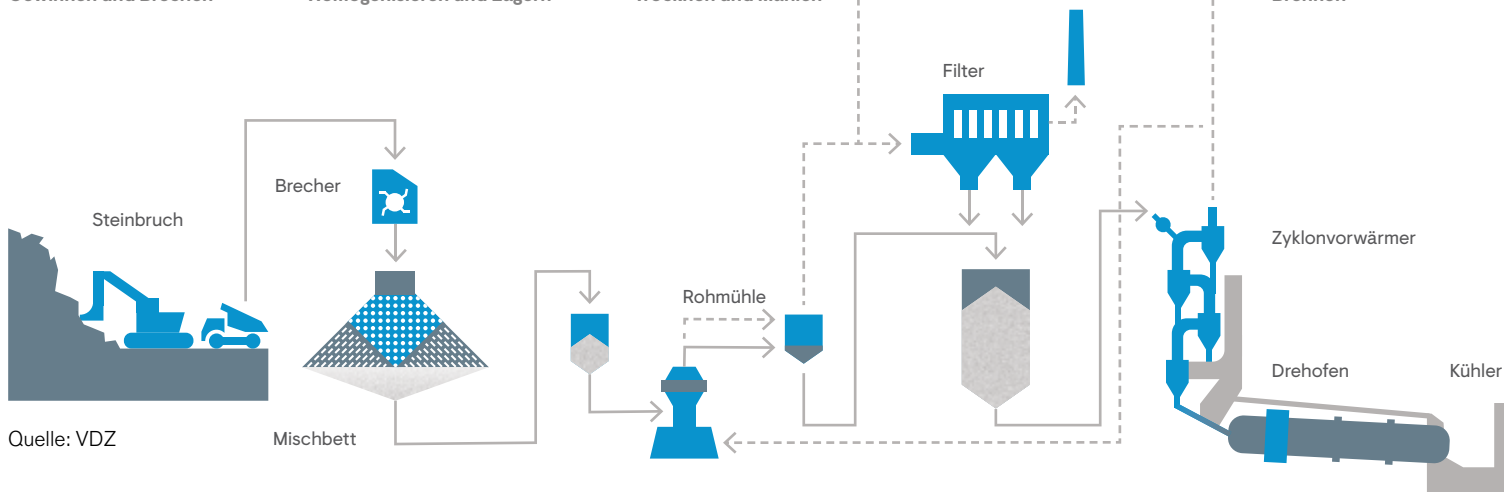 Filter
Brecher
Steinbruch
Zyklonvorwärmer
Rohmühle
Drehofen
Kühler
Quelle: VDZ
Mischbett